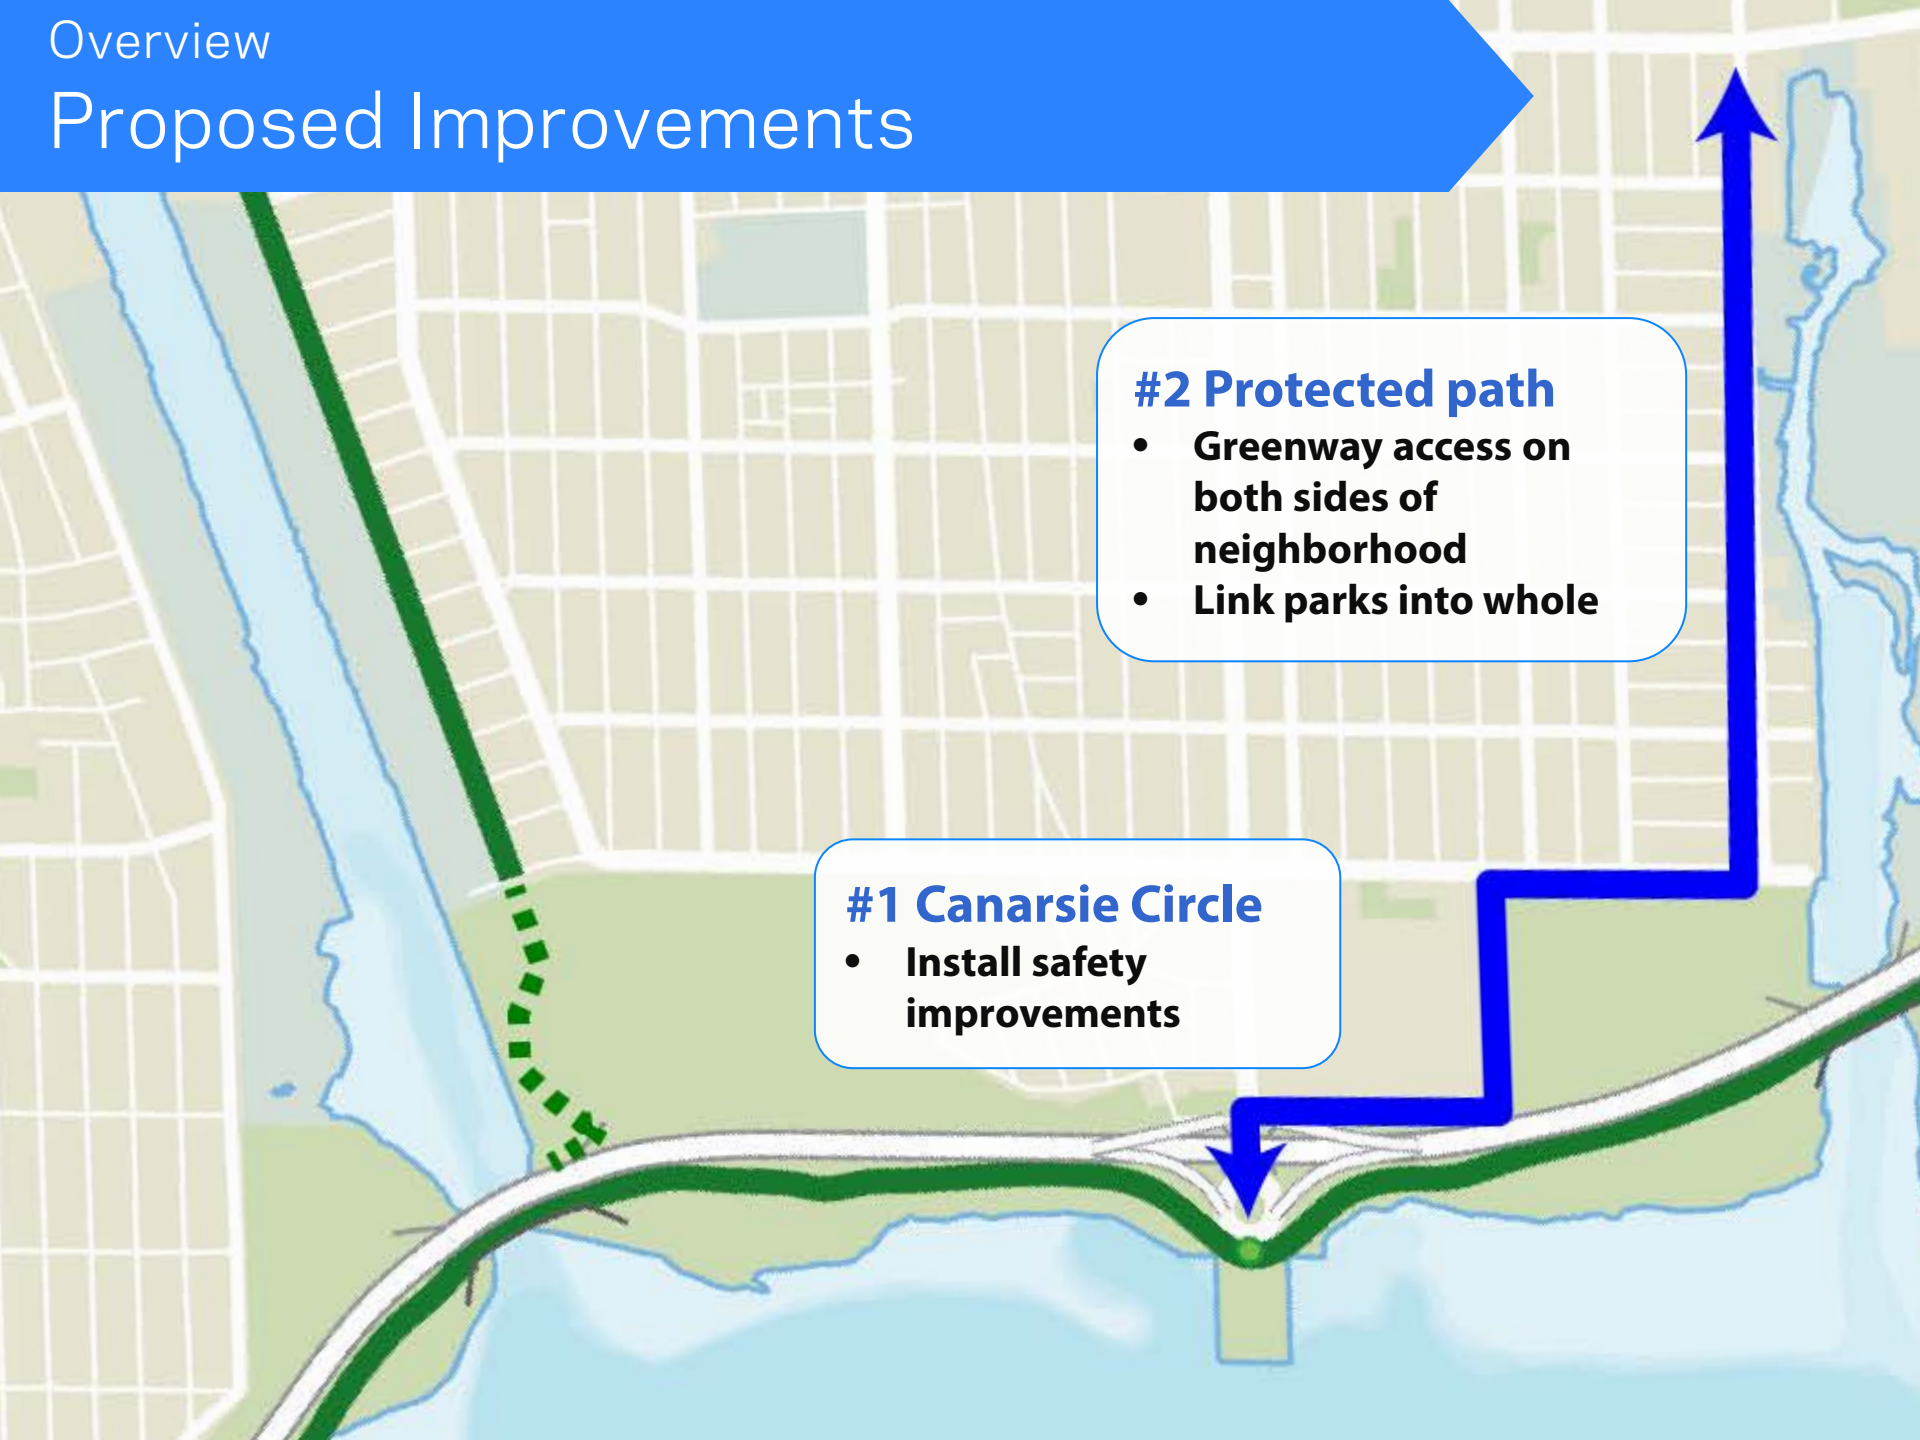 Overview
Proposed Improvements
#2 Protected path
• Greenway access on
both sides of
neighborhood
• Link parks into whole
#1 Canarsie Circle
• Install safety
improvements